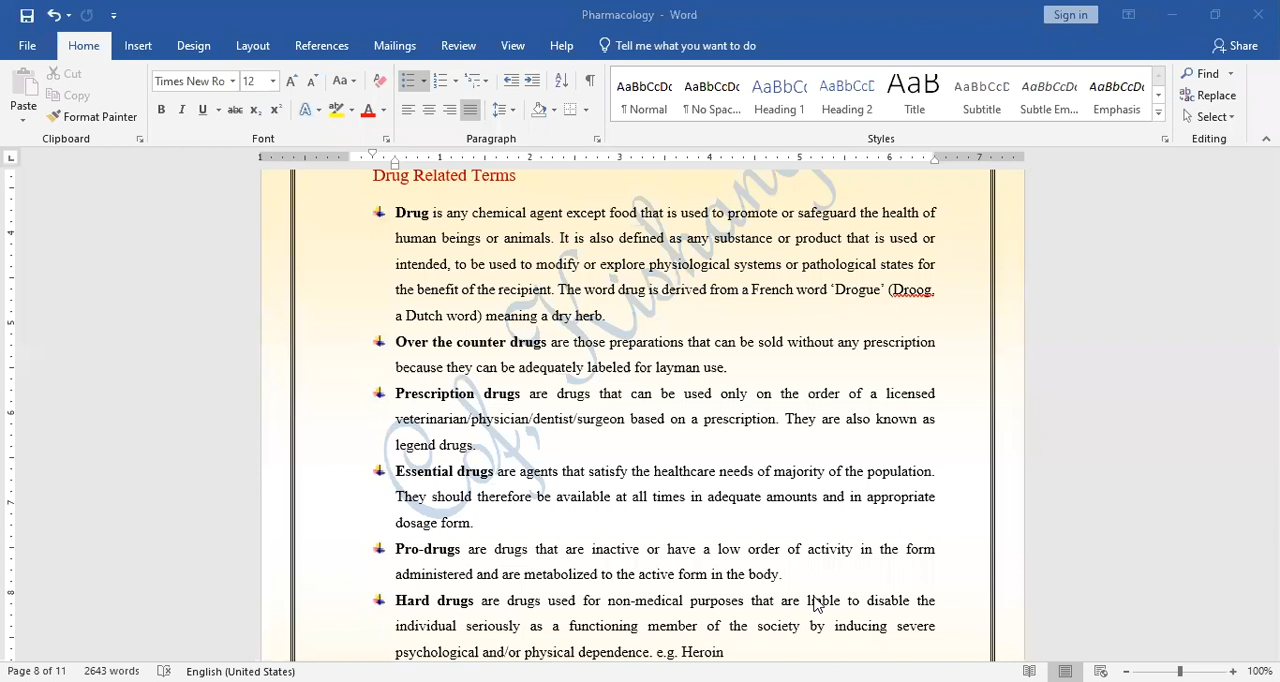 Pharmacology - Word
Sign in
File Home Insert Design Layout References Mailings Review View Help Tell me what you want to do Share
Cut
Copy
Paste
Format Painter
Clipboard
Times New Ro 12
Font
Paragraph
AaBbCcDc AaBbCcDc AaBbCc AaBbCcD AaB AaBbCcD AaBbCcDc AaBbCcDc
¶ Normal ¶ No Spac... Heading 1 Heading 2 Title Subtitle Subtle Em... Emphasis
Styles
Find
Replace
Select
Editing
Drug Related Terms
Drug is any chemical agent except food that is used to promote or safeguard the health of
human beings or animals. It is also defined as any substance or product that is used or
intended, to be used to modify or explore physiological systems or pathological states for
the benefit of the recipient. The word drug is derived from a French word ‘Drogue’ (Droog,
a Dutch word) meaning a dry herb.
Over the counter drugs are those preparations that can be sold without any prescription
because they can be adequately labeled for layman use.
Prescription drugs are drugs that can be used only on the order of a licensed
veterinarian/physician/dentist/surgeon based on a prescription. They are also known as
legend drugs.
Essential drugs are agents that satisfy the healthcare needs of majority of the population.
They should therefore be available at all times in adequate amounts and in appropriate
dosage form.
Pro-drugs are drugs that are inactive or have a low order of activity in the form
administered and are metabolized to the active form in the body.
Hard drugs are drugs used for non-medical purposes that are liable to disable the
individual seriously as a functioning member of the society by inducing severe
psychological and/or physical dependence. e.g. Heroin
Page 8 of 11 2643 words English (United States) 100%